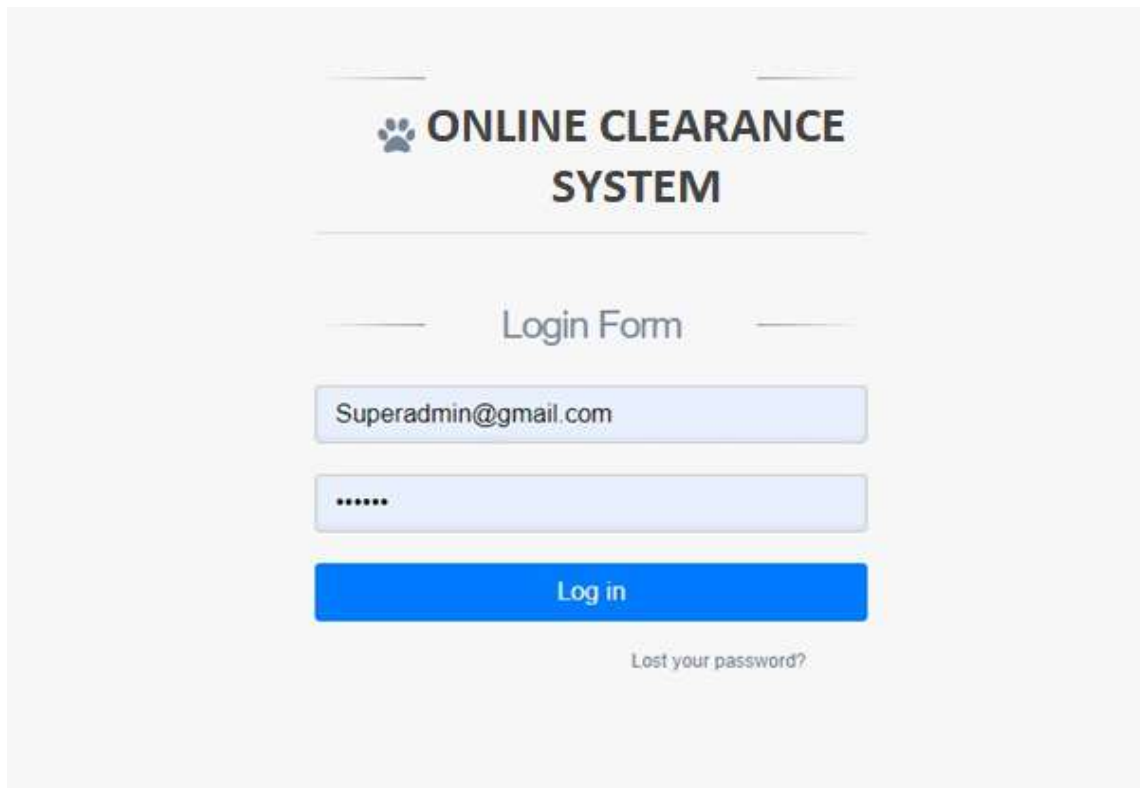 ONLINE CLEARANCE
SYSTEM
Login Form
Superadmin@gmail.com
••••••
Log in
Lost your password?